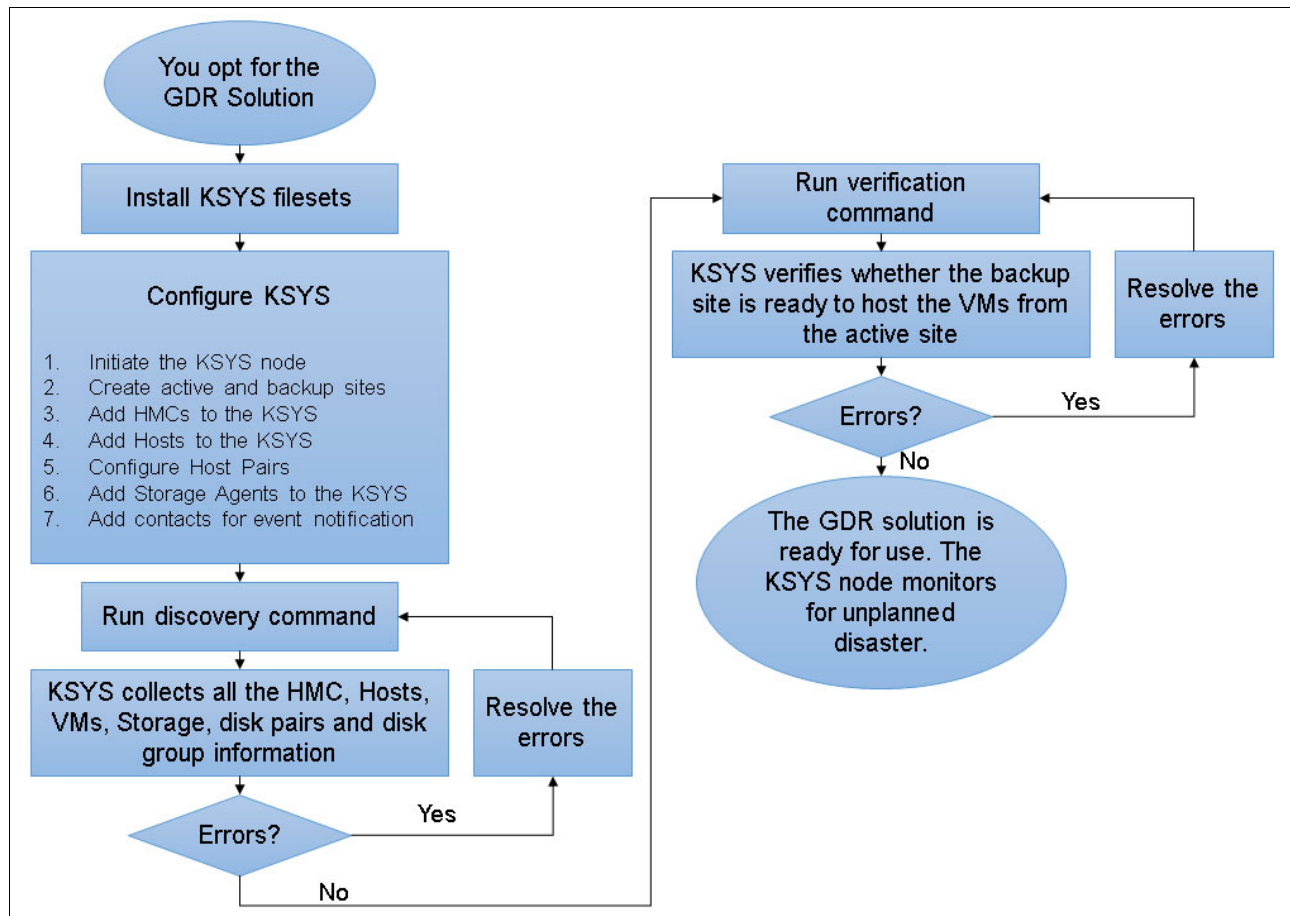 You opt for the
GDR Solution
Install KSYS filesets
Configure KSYS
1. Initiate the KSYS node
2. Create active and backup sites
3. Add HMCs to the KSYS
4. Add Hosts to the KSYS
5. Configure Host Pairs
6. Add Storage Agents to the KSYS
7. Add contacts for event notification
Run discovery command
KSYS collects all the HMC, Hosts,
VMs, Storage, disk pairs and disk
group information
Resolve the
errors
Errors?
Yes
No
Run verification
command
KSYS verifies whether the backup
site is ready to host the VMs from
the active site
Resolve the
errors
Errors?
Yes
No
The GDR solution is
ready for use. The
KSYS node monitors
for unplanned
disaster.